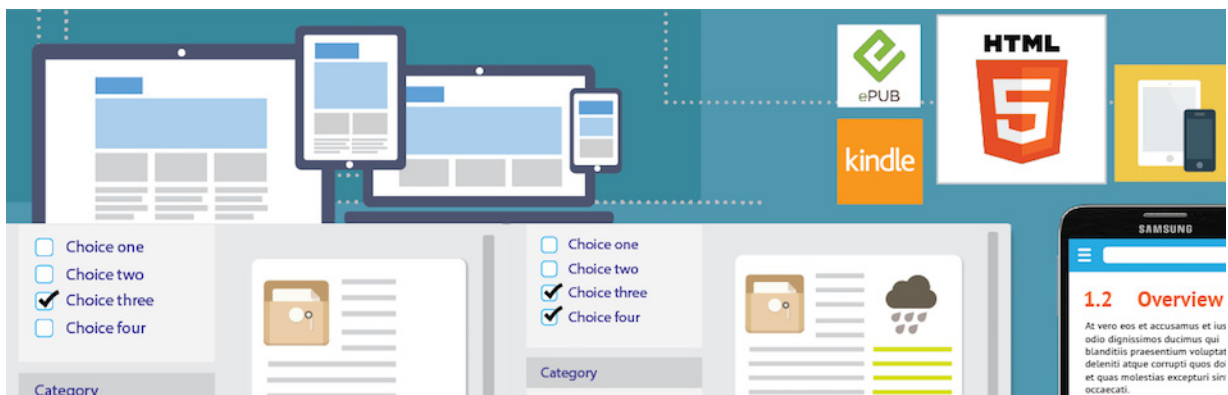 ePUB
HTML
5
kindle
Choice one
Choice two
Choice three
Choice four
Category
Choice one
Choice two
Choice three
Choice four
Category
SAMSUNG
1.2 Overview
At vero eos et accusamus et ius
odio dignissimos ducimus qui
blanditiis praesentium voluptat
deleniti atque corrupti quos do
et quas molestias excepturi sint
occaecati.